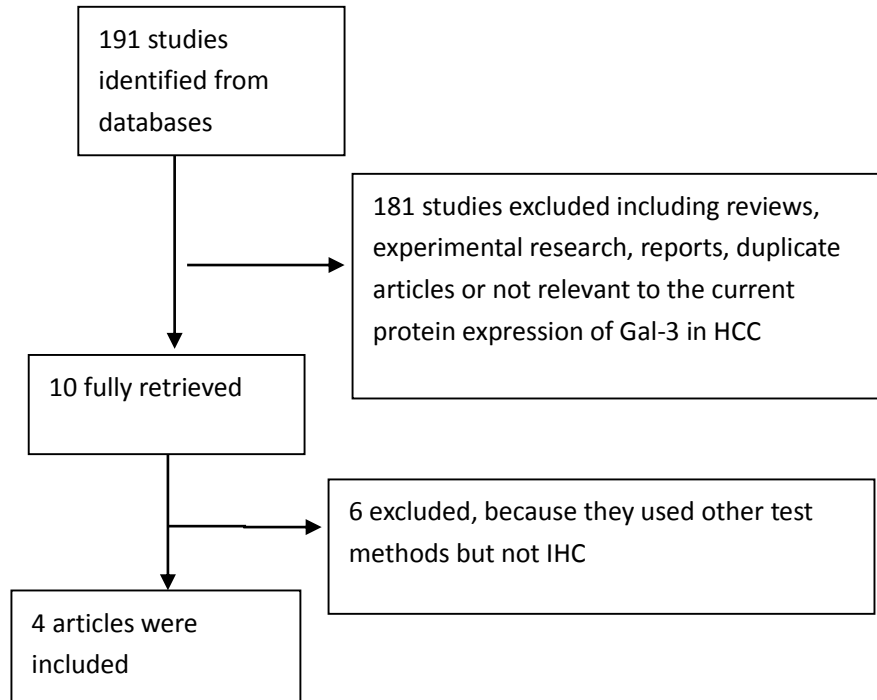 191 studies
identified from
databases
181 studies excluded including reviews,
experimental research, reports, duplicate
articles or not relevant to the current
protein expression of Gal-3 in HCC
10 fully retrieved
6 excluded, because they used other test
methods but not IHC
4 articles were
included